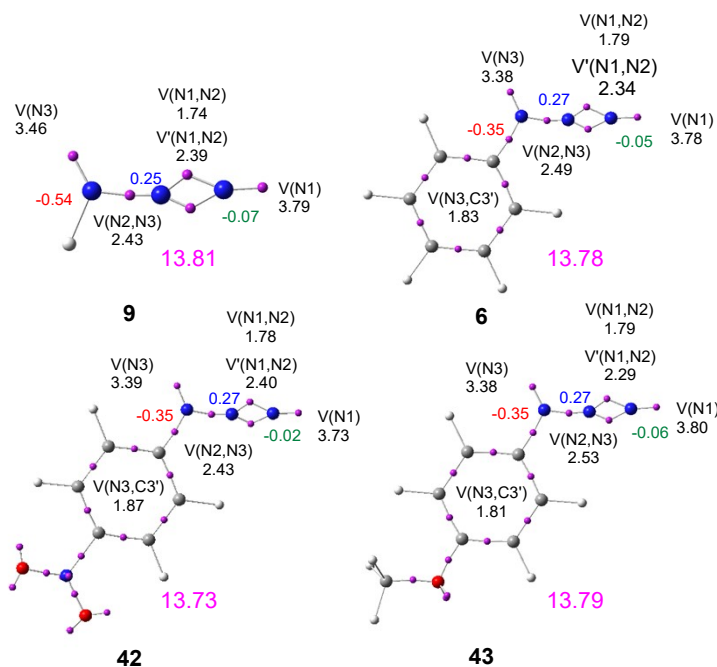 V(N1,N2)
1.74
V'(N1,N2)
2.39
V(N3)
3.46
0.25
-0.54
V(N1)
3.79
-0.07
V(N2,N3)
2.43
13.81
9
V(N1,N2)
1.79
V'(N1,N2)
2.34
V(N3)
3.38
0.27
-0.35
V(N1)
3.78
-0.05
V(N2,N3)
2.49
V(N3,C3')
1.83
13.78
6
V(N1,N2)
1.78
V'(N1,N2)
2.40
V(N3)
3.39
0.27
-0.35
V(N1)
3.73
-0.02
V(N2,N3)
2.43
V(N3,C3')
1.87
13.73
42
V(N1,N2)
1.79
V'(N1,N2)
2.29
V(N3)
3.38
0.27
-0.35
V(N1)
3.80
-0.06
V(N2,N3)
2.53
V(N3,C3')
1.81
13.79
43